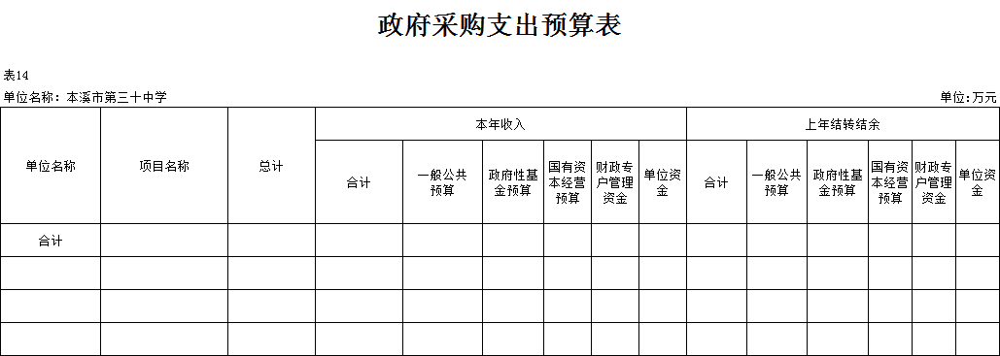 政府采购支出预算表
表14
单位名称：本溪市第三十中学 单位:万元
单位名称 项目名称 总计 本年收入 上年结转结余
合计 一般公共预算 政府性基金预算 国有资本经营预算 财政专户管理资金 单位资金 合计 一般公共预算 政府性基金预算 国有资本经营预算 财政专户管理资金 单位资金
合计